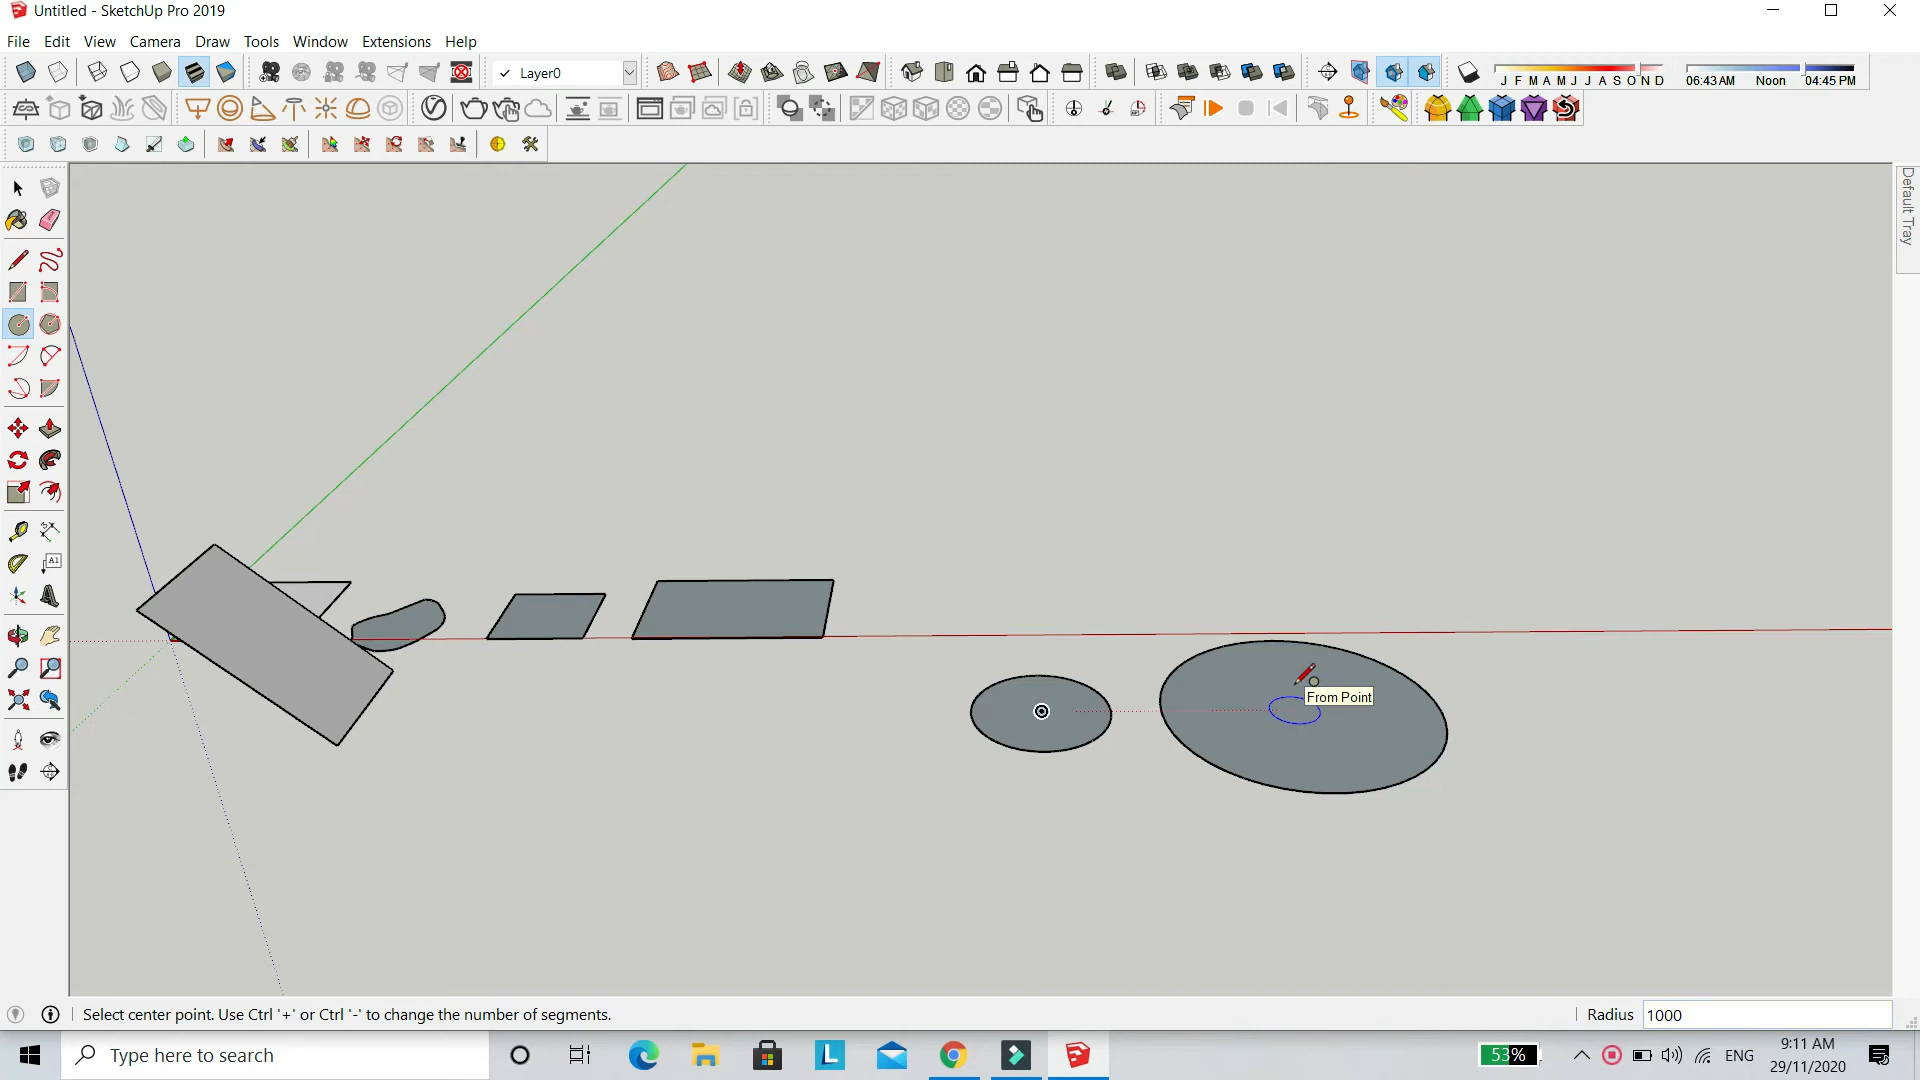 Untitled - SketchUp Pro 2019
File Edit View Camera Draw Tools Window Extensions Help
Layer0
J F M A M J J A S O N D
06:43 AM Noon 04:45 PM
A1
Default Tray
From Point
Select center point. Use Ctrl '+' or Ctrl '-' to change the number of segments.
Radius 1000
Type here to search
L
53%
ENG
9:11 AM
29/11/2020